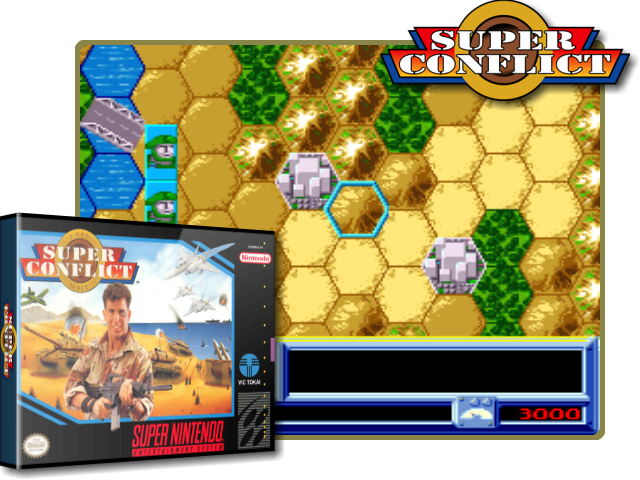 SUPER
CONFLICT
SUPER
CONFLICT
Nintendo
VIC TOKAI
SUPER NINTENDO
ENTERTAINMENT SYSTEM
3000